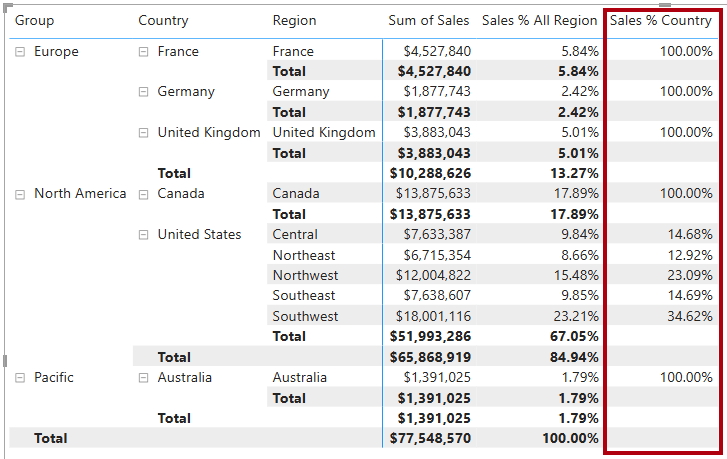 Group Country Region Sum of Sales Sales % All Region Sales % Country
Europe France France $4,527,840 5.84% 100.00%
Total $4,527,840 5.84%
Germany Germany $1,877,743 2.42% 100.00%
Total $1,877,743 2.42%
United Kingdom United Kingdom $3,883,043 5.01% 100.00%
Total $3,883,043 5.01%
Total $10,288,626 13.27%
North America Canada Canada $13,875,633 17.89% 100.00%
Total $13,875,633 17.89%
United States Central $7,633,387 9.84% 14.68%
Northeast $6,715,354 8.66% 12.92%
Northwest $12,004,822 15.48% 23.09%
Southeast $7,638,607 9.85% 14.69%
Southwest $18,001,116 23.21% 34.62%
Total $51,993,286 67.05%
Total $65,868,919 84.94%
Pacific Australia Australia $1,391,025 1.79% 100.00%
Total $1,391,025 1.79%
Total $1,391,025 1.79%
Total $77,548,570 100.00%